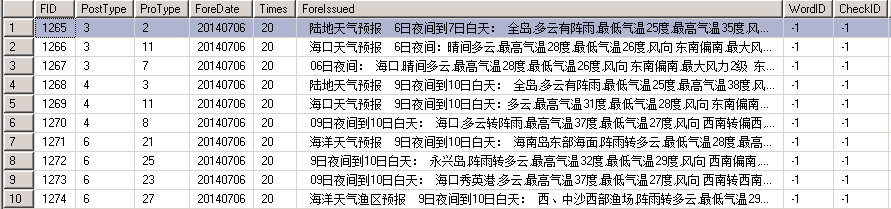 FID PostType ProType ForeDate Times ForeIssued WordID CheckID
1 1265 3 2 20140706 20 陆地天气预报 6日夜间到7日白天： 全岛,多云有阵雨,最低气温25度,最高气温35度,风... -1 -1
2 1266 3 11 20140706 20 海口天气预报 6日夜间：晴间多云,最高气温28度,最低气温26度,风向 东南偏南,最大风... -1 -1
3 1267 3 7 20140706 20 06日夜间： 海口,晴间多云,最高气温28度,最低气温26度,风向 东南偏南,最大风力2级 东... -1 -1
4 1268 4 3 20140706 20 陆地天气预报 9日夜间到10日白天： 全岛,多云有阵雨,最低气温25度,最高气温38度,风... -1 -1
5 1269 4 11 20140706 20 海口天气预报 9日夜间到10日白天：多云,最高气温31度,最低气温28度,风向 东南偏南... -1 -1
6 1270 4 8 20140706 20 09日夜间到10日白天： 海口,多云转阵雨,最高气温37度,最低气温27度,风向 西南转偏西... -1 -1
7 1271 6 21 20140706 20 海洋天气预报 9日夜间到10日白天： 海南岛东部海面,阵雨转多云,最低气温28度,最高... -1 -1
8 1272 6 25 20140706 20 9日夜间到10日白天： 永兴岛,阵雨转多云,最高气温32度,最低气温29度,风向 西南偏南,... -1 -1
9 1273 6 23 20140706 20 09日夜间到10日白天： 海口秀英港,多云,最高气温37度,最低气温27度,风向 西南转西南... -1 -1
10 1274 6 27 20140706 20 海洋天气渔区预报 9日夜间到10日白天： 西、中沙西部渔场,阵雨转多云,最低气温29... -1 -1